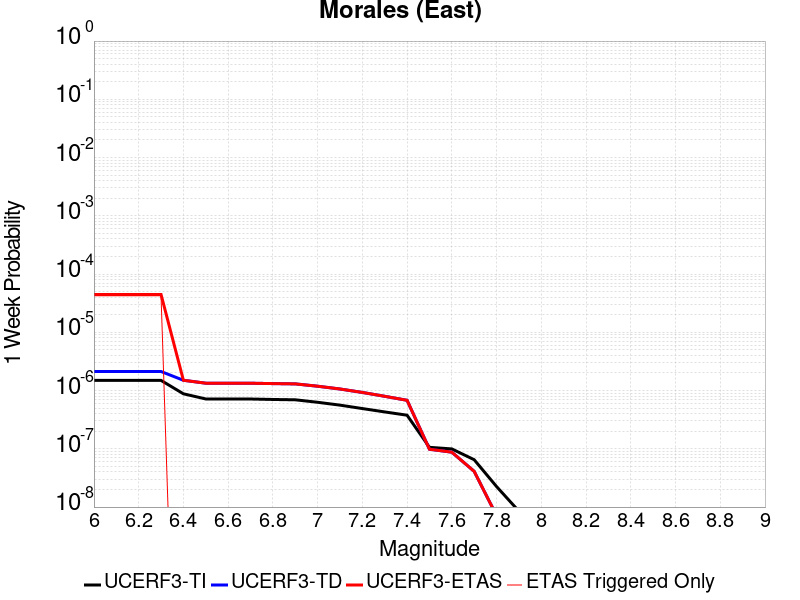 Morales (East)
10^0
10^-1
10^-2
10^-3
10^-4
10^-5
10^-6
10^-7
10^-8
1 Week Probability
6 6.2 6.4 6.6 6.8 7 7.2 7.4 7.6 7.8 8 8.2 8.4 8.6 8.8 9
Magnitude
UCERF3-TI UCERF3-TD UCERF3-ETAS ETAS Triggered Only